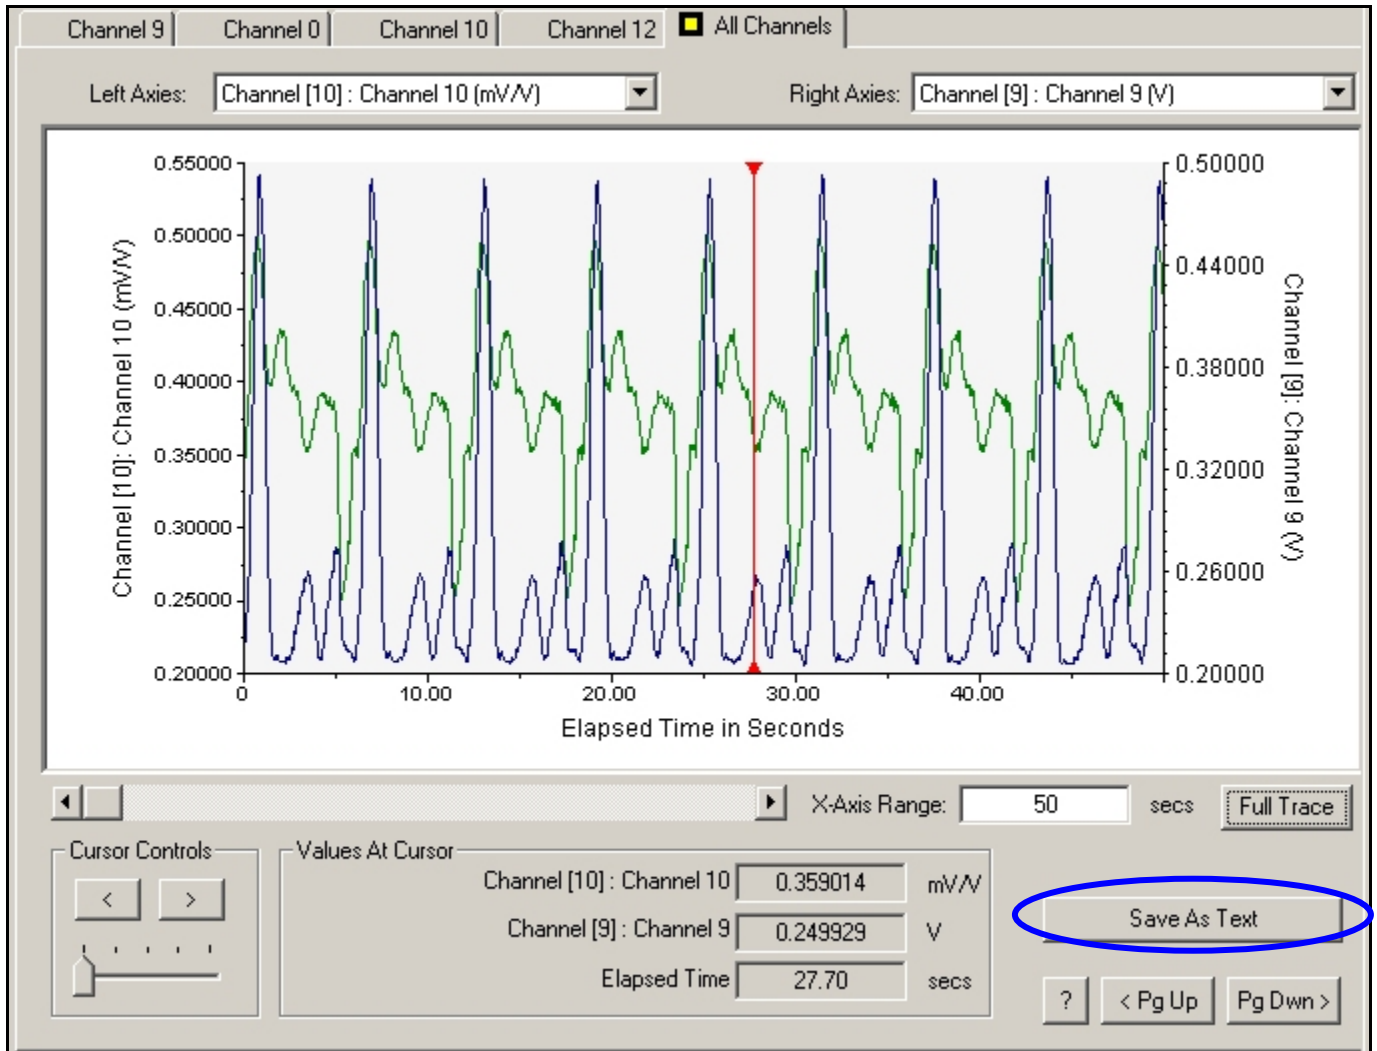 Channel 9 Channel 0 Channel 10 Channel 12 All Channels
Left Axies: Channel [10] : Channel 10 (mV/V) Right Axies: Channel [9] : Channel 9 (V)
Channel [10]: Channel 10 (mV/V)
0.55000
0.50000
0.45000
0.40000
0.35000
0.30000
0.25000
0.20000
0.50000
0.44000
0.38000
0.32000
0.26000
0.20000
Channel [9]: Channel 9 (V)
0 10.00 20.00 30.00 40.00
Elapsed Time in Seconds
X-Axis Range: 50 secs Full Trace
Cursor Controls
< >
Values At Cursor
Channel [10] : Channel 10 0.359014 mV/V
Channel [9] : Channel 9 0.249929 V
Elapsed Time 27.70 secs
Save As Text
? < Pg Up Pg Dwn >